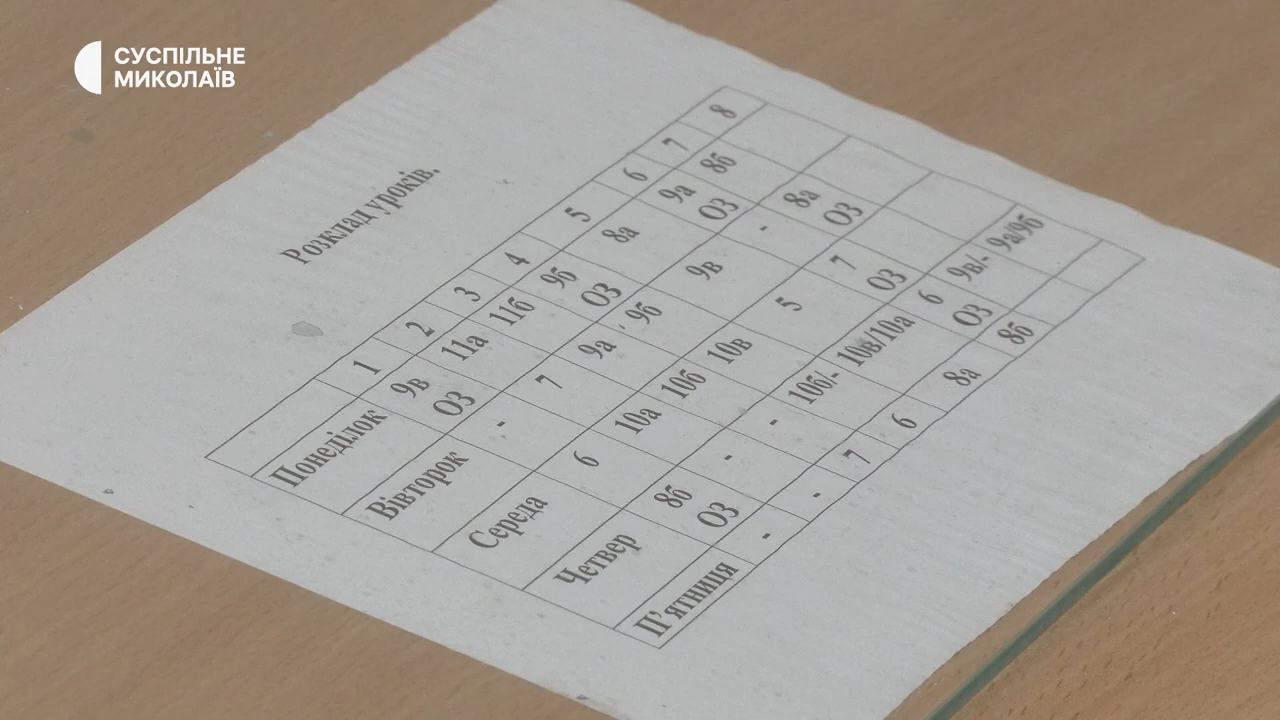 СУСПІЛЬНЕ
МИКОЛАЇВ
Розклад уроків.
1 2 3 4 5 6 7 8
Понеділок 9в 11а 11б 9б 8а 9а 8б
ОЗ ОЗ ОЗ
Вівторок - 7 9а 9б 9в - 8а
ОЗ
Середа 6 10а 10б 10в 5 7
ОЗ
Четвер 8б - - 10б/- 10в/10а 6 9в/- 9а/9б
ОЗ ОЗ
П'ятниця - - 7 6 8а 8б